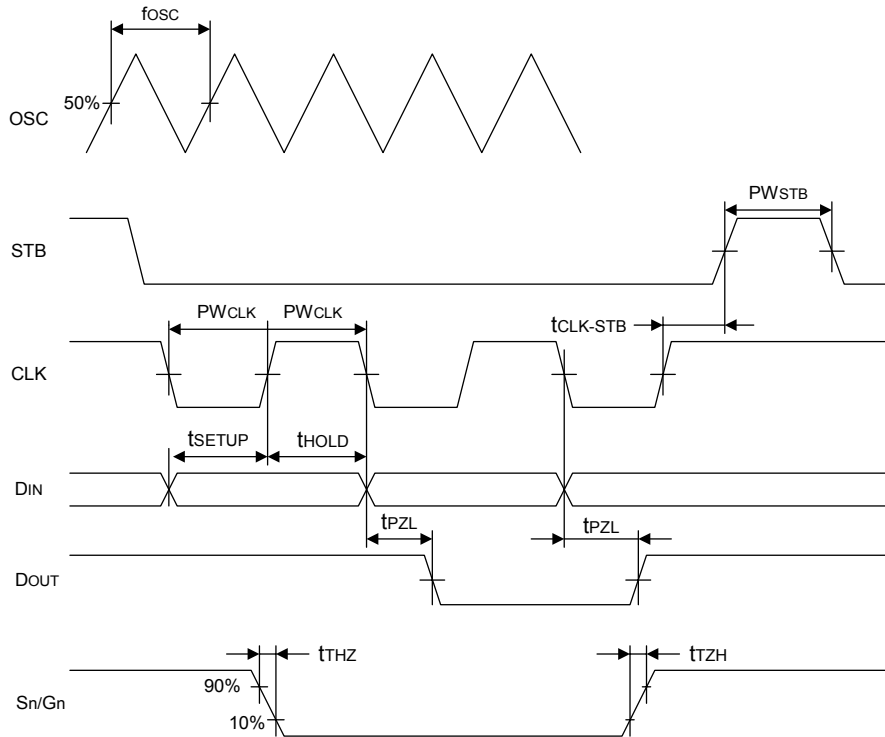 fOSC
50%
OSC
PWSTB
STB
PWCLK PWCLK
tCLK-STB
CLK
tSETUP tHOLD
DIN
tPZL tPZL
DOUT
tTHZ tTZH
90%
Sn/Gn
10%